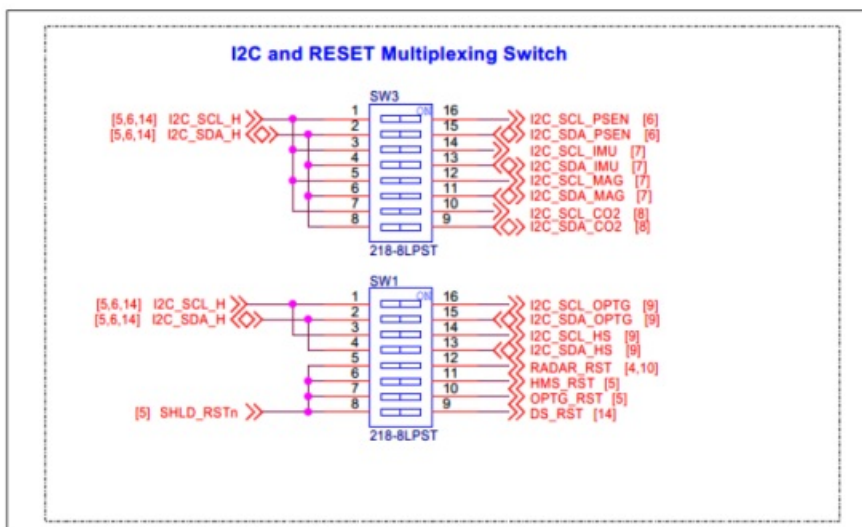 I2C and RESET Multiplexing Switch
SW3
[5,6,14] I2C_SCL_H 1 ON 16 I2C_SCL_PSEN [6]
[5,6,14] I2C_SDA_H 2 15 I2C_SDA_PSEN [6]
3 14 I2C_SCL_IMU [7]
4 13 I2C_SDA_IMU [7]
5 12 I2C_SCL_MAG [7]
6 11 I2C_SDA_MAG [7]
7 10 I2C_SCL_CO2 [8]
8 9 I2C_SDA_CO2 [8]
218-8LPST
SW1
[5,6,14] I2C_SCL_H 1 ON 16 I2C_SCL_OPTG [9]
[5,6,14] I2C_SDA_H 2 15 I2C_SDA_OPTG [9]
3 14 I2C_SCL_HS [9]
4 13 I2C_SDA_HS [9]
5 12 RADAR_RST [4,10]
6 11 HMS_RST [5]
7 10 OPTG_RST [5]
[5] SHLD_RSTn 8 9 DS_RST [14]
218-8LPST